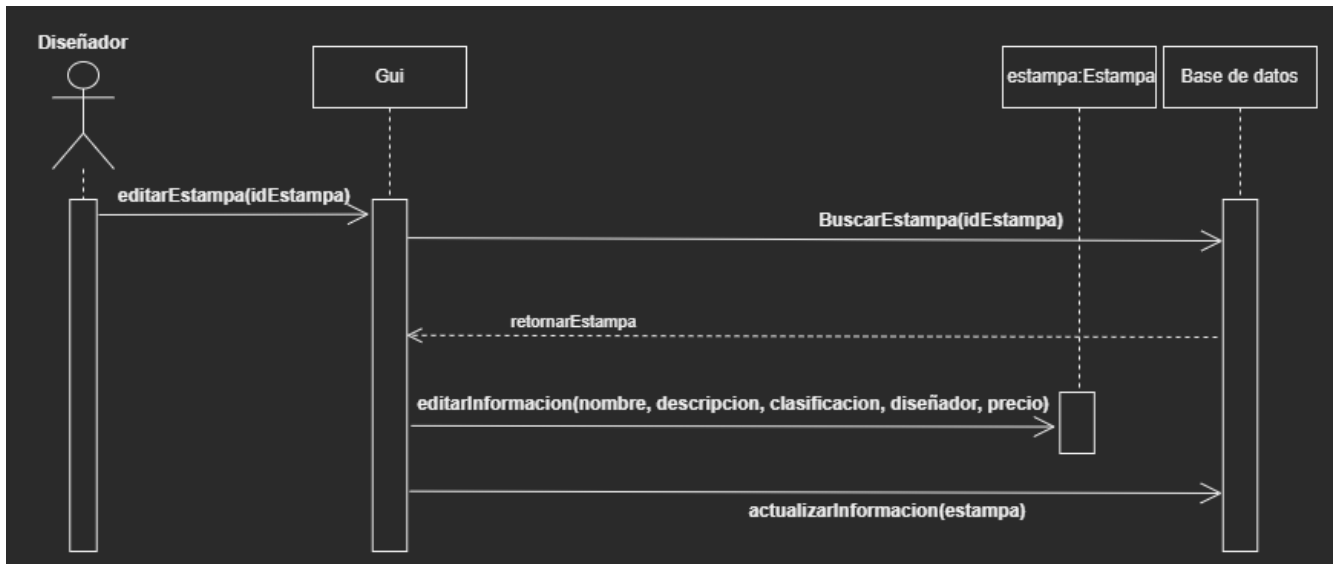 Diseñador
Gui
estampa:Estampa
Base de datos
editarEstampa(idEstampa)
BuscarEstampa(idEstampa)
retornarEstampa
editarInformacion(nombre, descripcion, clasificacion, diseñador, precio)
actualizarInformacion(estampa)